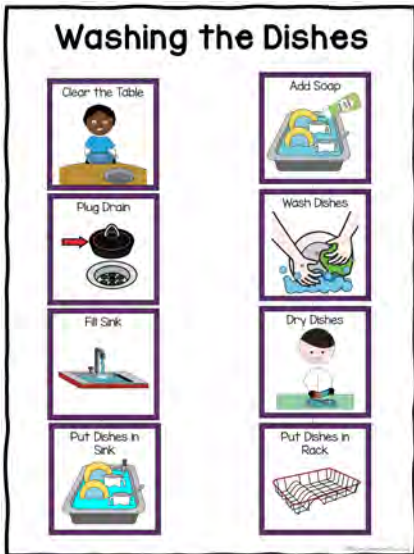 Washing the Dishes
Clear the Table
Plug Drain
Fill Sink
Put Dishes in
Sink
Add Soap
Wash Dishes
Dry Dishes
Put Dishes in
Rack